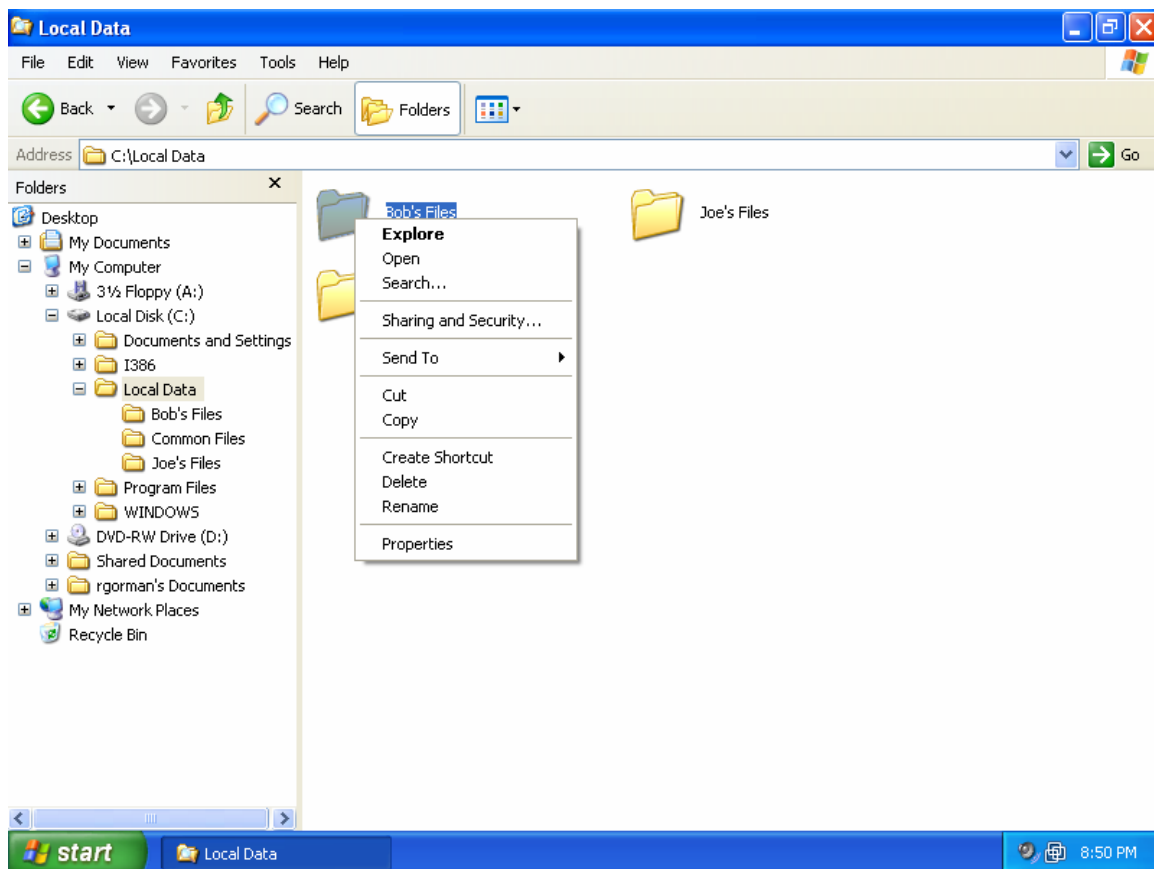 Local Data
File Edit View Favorites Tools Help
Back Search Folders
Address C:\Local Data Go
Folders
Desktop
My Documents
My Computer
3½ Floppy (A:)
Local Disk (C:)
Documents and Settings
I386
Local Data
Bob's Files
Common Files
Joe's Files
Program Files
WINDOWS
DVD-RW Drive (D:)
Shared Documents
rgorman's Documents
My Network Places
Recycle Bin
Bob's Files Joe's Files
Explore
Open
Search...
Sharing and Security...
Send To
Cut
Copy
Create Shortcut
Delete
Rename
Properties
start Local Data 8:50 PM